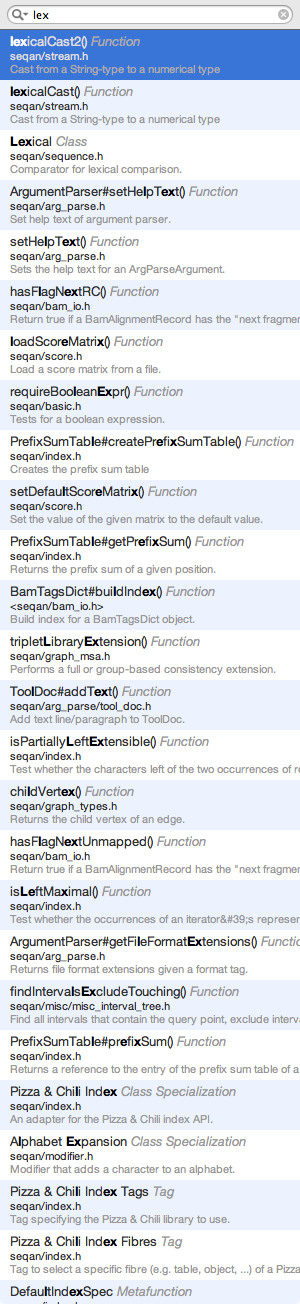 lex
lexicalCast2() Function
seqan/stream.h
Cast from a String-type to a numerical type
lexicalCast() Function
seqan/stream.h
Cast from a String-type to a numerical type
Lexical Class
seqan/sequence.h
Comparator for lexical comparison.
ArgumentParser#setHelpText() Function
seqan/arg_parse.h
Set help text of argument parser.
setHelpText() Function
seqan/arg_parse.h
Sets the help text for an ArgParseArgument.
hasFlagNextRC() Function
seqan/bam_io.h
Return true if a BamAlignmentRecord has the "next fragmen
loadScoreMatrix() Function
seqan/score.h
Load a score matrix from a file.
requireBooleanExpr() Function
seqan/basic.h
Tests for a boolean expression.
PrefixSumTable#createPrefixSumTable() Function
seqan/index.h
Creates the prefix sum table
setDefaultScoreMatrix() Function
seqan/score.h
Set the value of the given matrix to the default value.
PrefixSumTable#getPrefixSum() Function
seqan/index.h
Returns the prefix sum of a given position.
BamTagsDict#buildIndex() Function
<seqan/bam_io.h>
Build index for a BamTagsDict object.
tripletLibraryExtension() Function
seqan/graph_msa.h
Performs a full or group-based consistency extension.
ToolDoc#addText() Function
seqan/arg_parse/tool_doc.h
Add text line/paragraph to ToolDoc.
isPartiallyLeftExtensible() Function
seqan/index.h
Test whether the characters left of the two occurrences of re
childVertex() Function
seqan/graph_types.h
Returns the child vertex of an edge.
hasFlagNextUnmapped() Function
seqan/bam_io.h
Return true if a BamAlignmentRecord has the "next fragmen
isLeftMaximal() Function
seqan/index.h
Test whether the occurrences of an iterator&#39;s represen
ArgumentParser#getFileFormatExtensions() Functio
seqan/arg_parse.h
Returns file format extensions given a format tag.
findIntervalsExcludeTouching() Function
seqan/misc/misc_interval_tree.h
Find all intervals that contain the query point, exclude interva
PrefixSumTable#prefixSum() Function
seqan/index.h
Returns a reference to the entry of the prefix sum table of a
Pizza & Chili Index Class Specialization
seqan/index.h
An adapter for the Pizza & Chili index API.
Alphabet Expansion Class Specialization
seqan/modifier.h
Modifier that adds a character to an alphabet.
Pizza & Chili Index Tags Tag
seqan/index.h
Tag specifying the Pizza & Chili library to use.
Pizza & Chili Index Fibres Tag
seqan/index.h
Tag to select a specific fibre (e.g. table, object, ...) of a Pizza
DefaultIndexSpec Metafunction